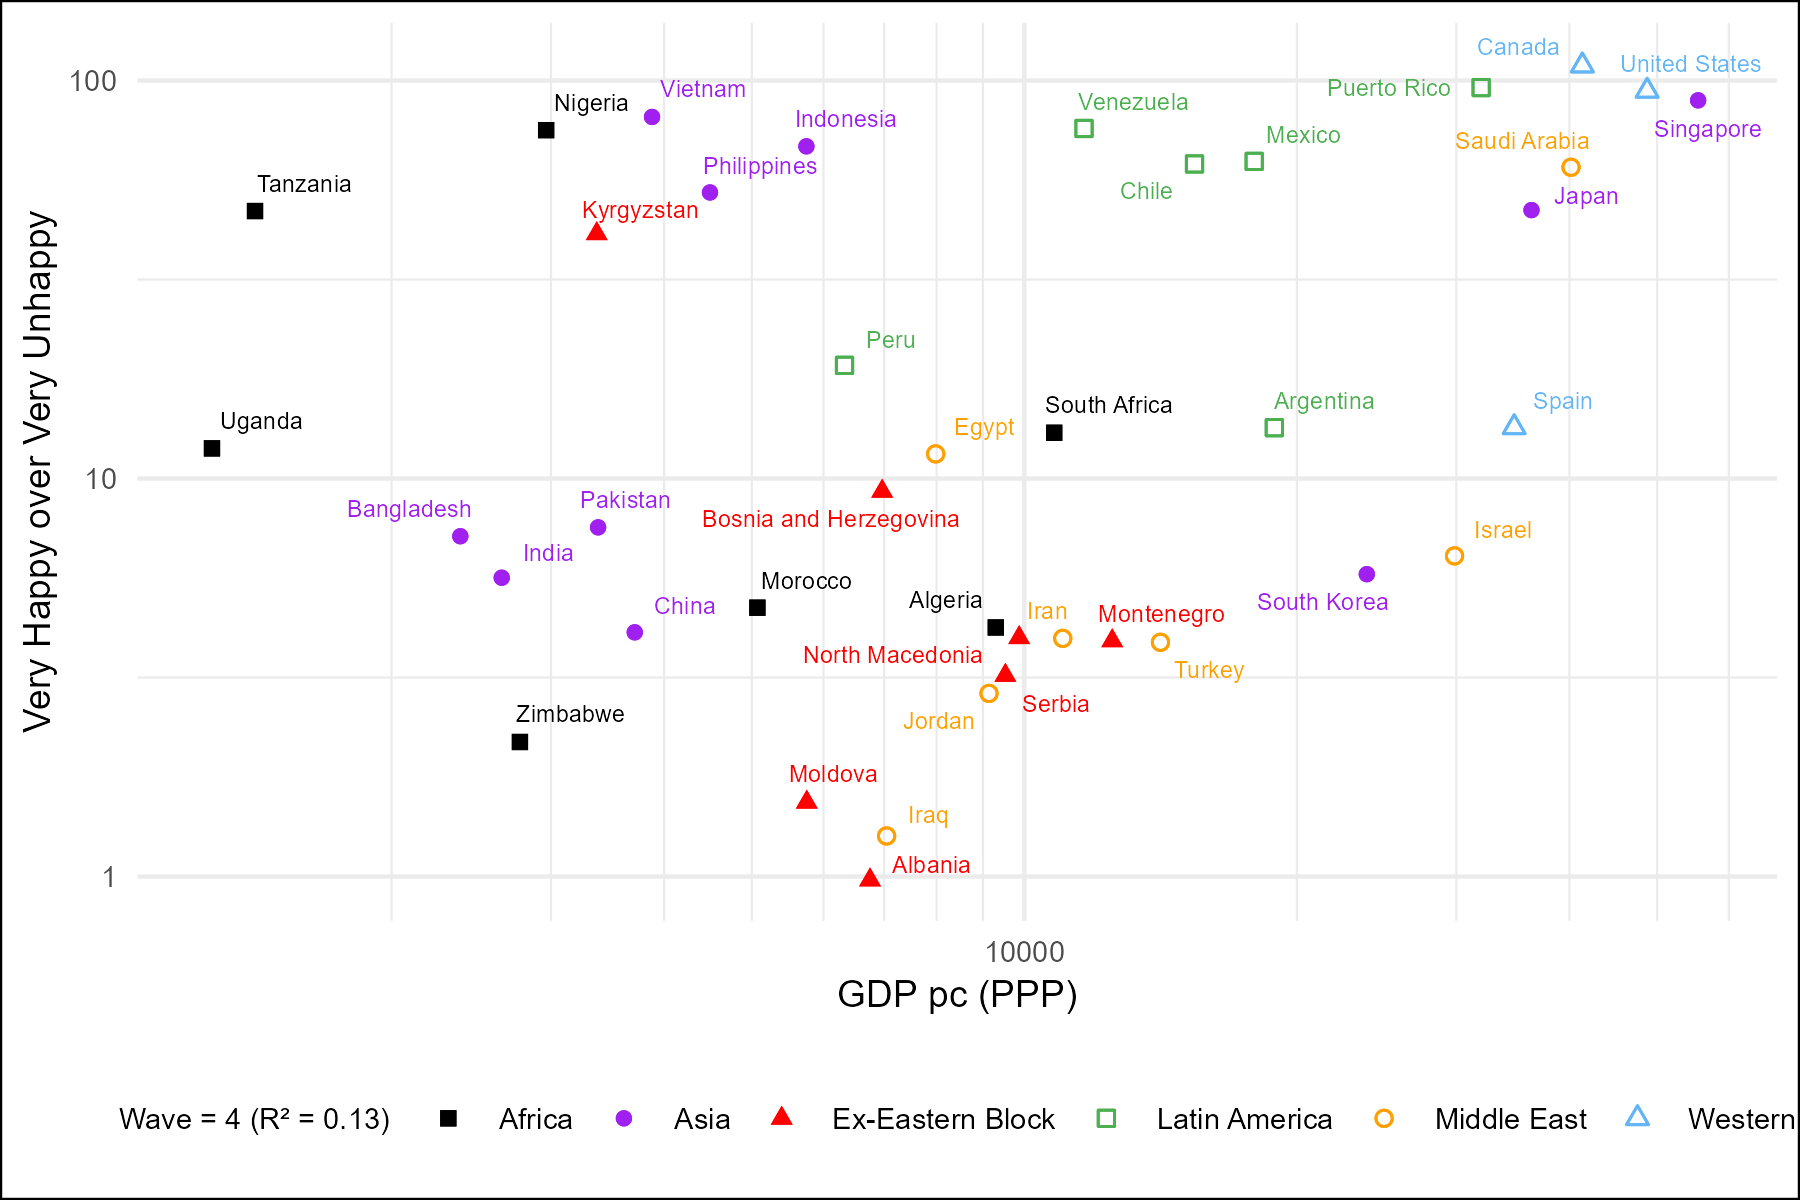 Canada
United States
100
Vietnam
Puerto Rico
Nigeria
Venezuela
Indonesia
Singapore
Mexico
Saudi Arabia
Philippines
Tanzania
Chile
Japan
Kyrgyzstan
Very Happy over Very Unhappy
Peru
Argentina
Spain
South Africa
Uganda
Egypt
10
Pakistan
Bangladesh
Bosnia and Herzegovina
Israel
India
Morocco
Algeria
South Korea
China
Iran
Montenegro
North Macedonia
Turkey
Serbia
Zimbabwe
Jordan
Moldova
Iraq
Albania
1
10000
GDP pc (PPP)
Wave = 4 (R² = 0.13) Africa Asia Ex-Eastern Block Latin America Middle East Western